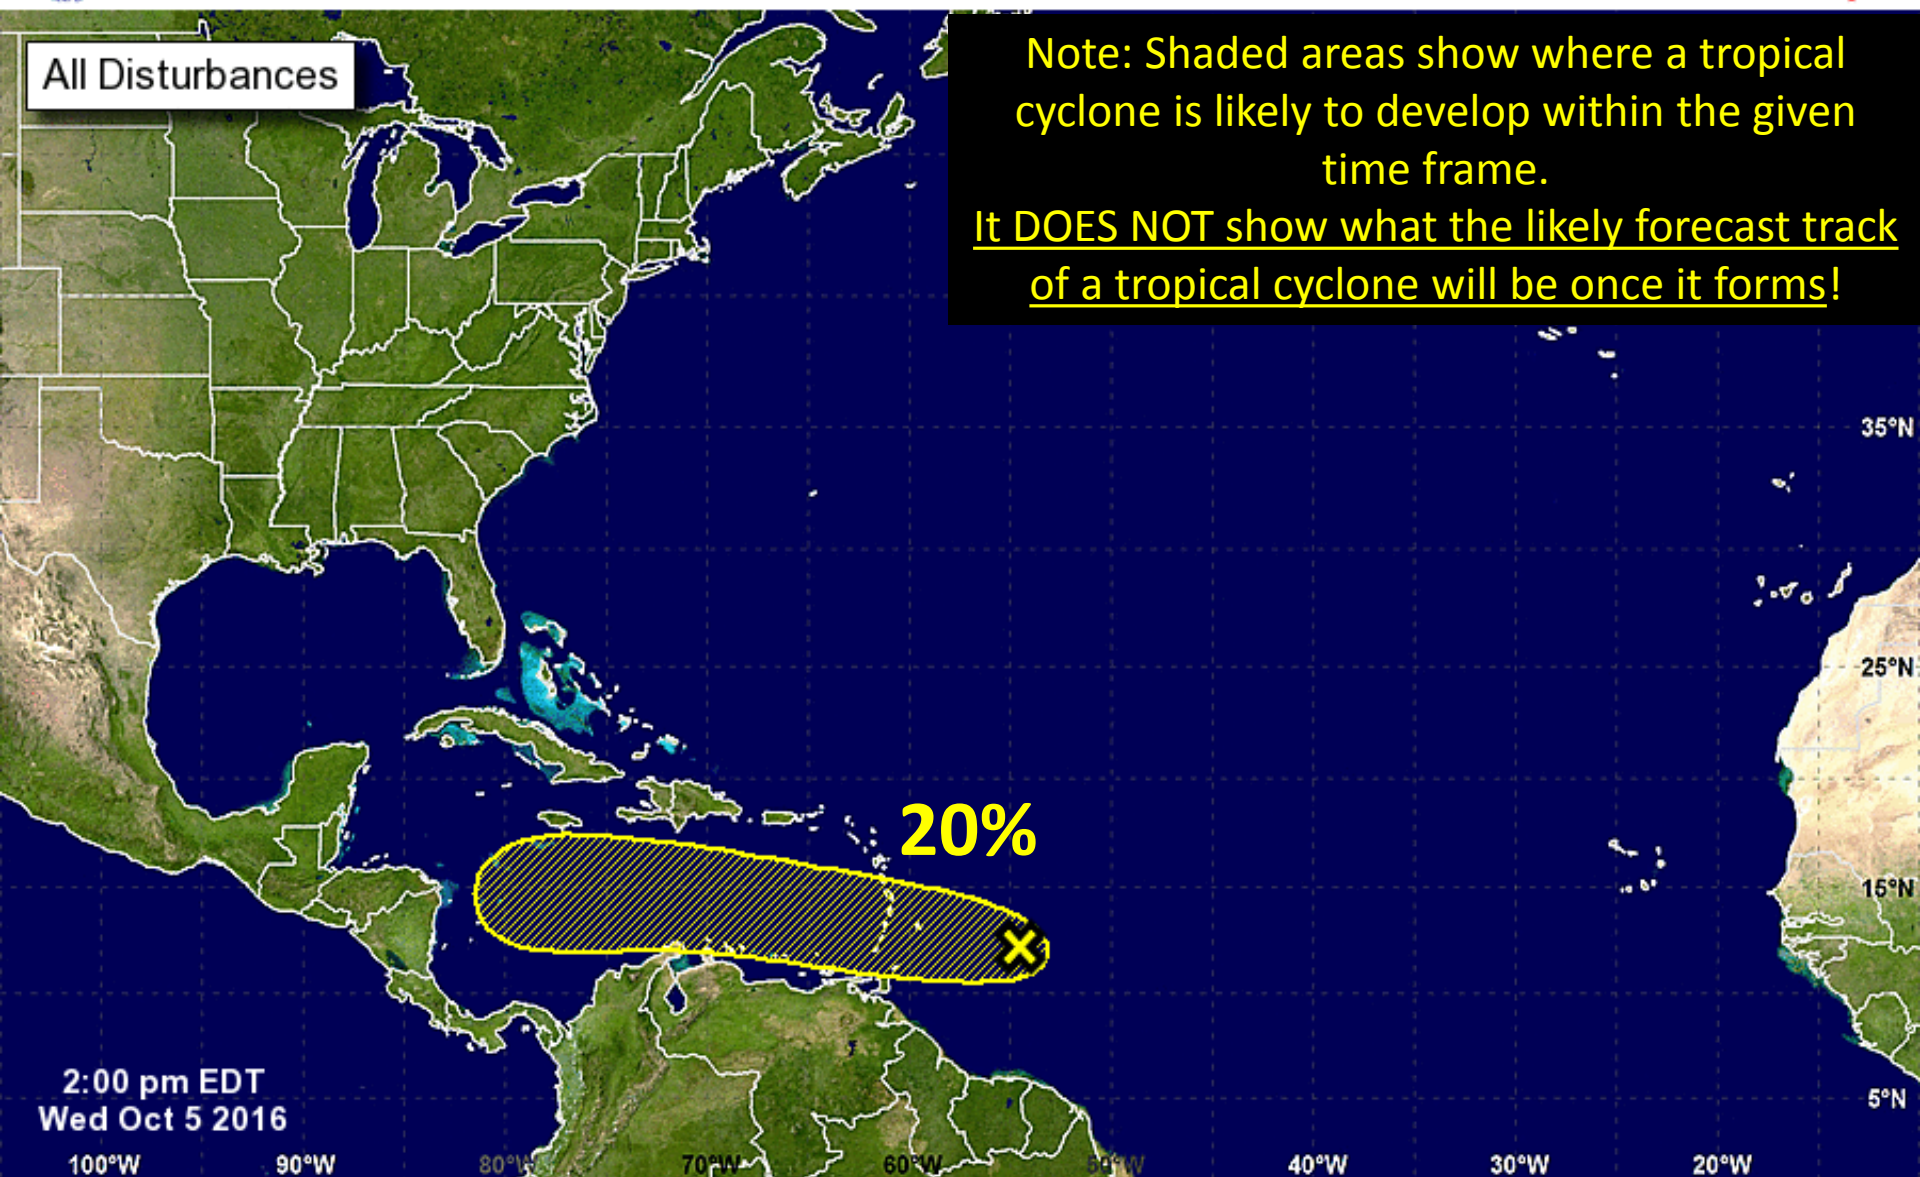 All Disturbances
Note: Shaded areas show where a tropical
cyclone is likely to develop within the given
time frame.
It DOES NOT show what the likely forecast track
of a tropical cyclone will be once it forms!
35°N
25°N
20%
15°N
2:00 pm EDT
Wed Oct 5 2016
5°N
100°W 90°W 80°W 70°W 60°W 50°W 40°W 30°W 20°W